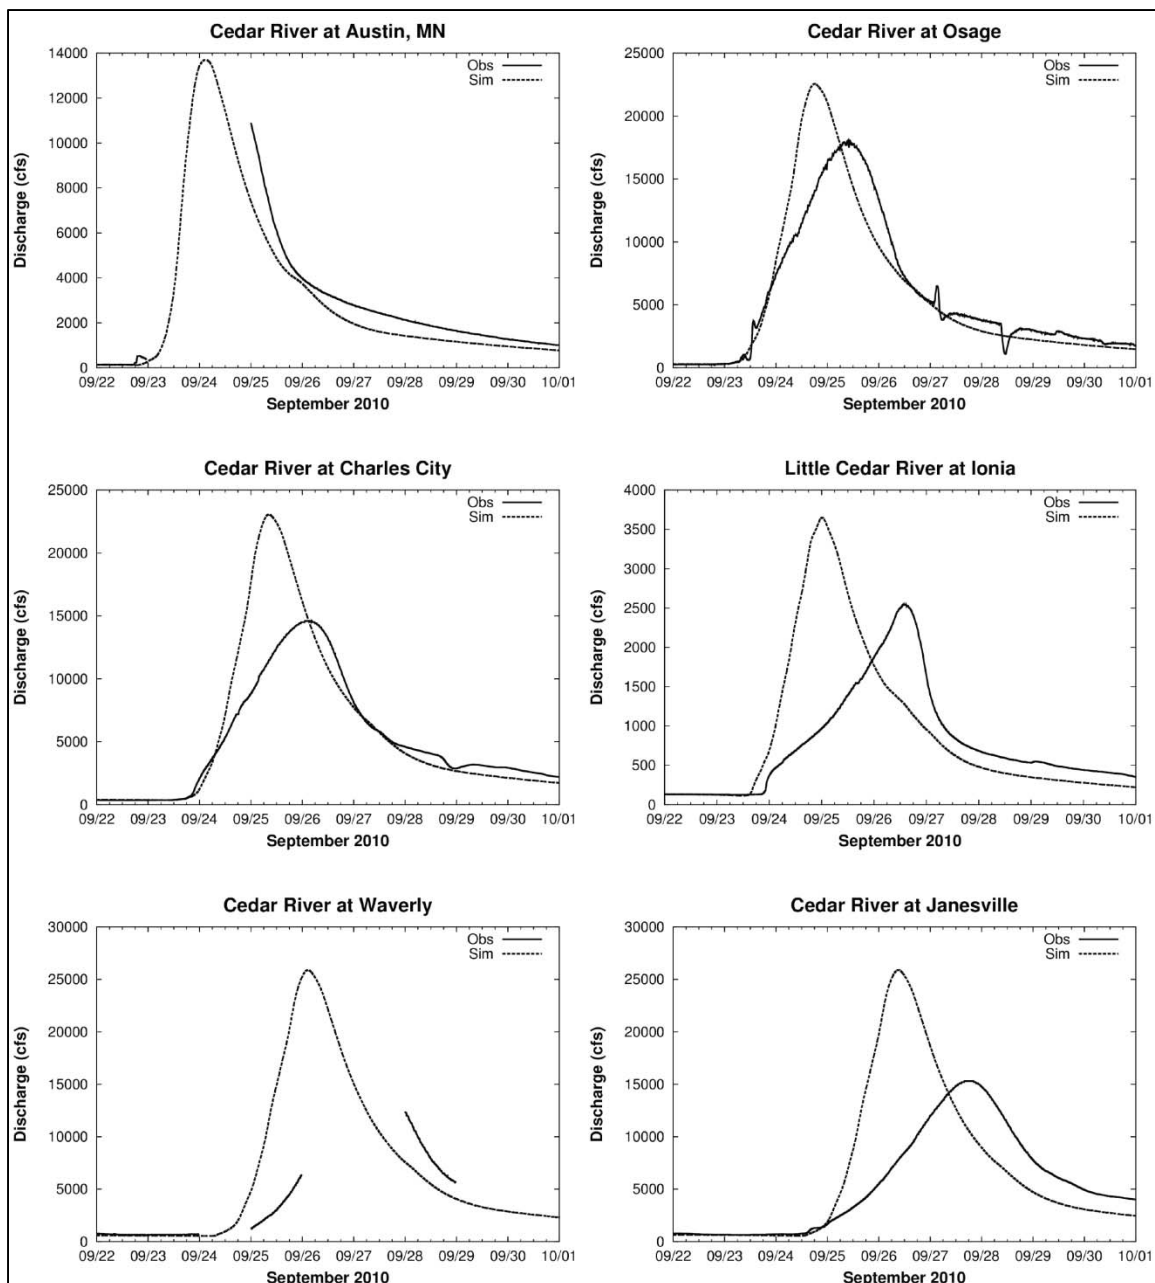 Cedar River at Austin, MN
14000
12000
10000
8000
6000
4000
2000
0
Discharge (cfs)
Obs
Sim
09/22 09/23 09/24 09/25 09/26 09/27 09/28 09/29 09/30 10/01
September 2010
Cedar River at Osage
25000
20000
15000
10000
5000
0
Discharge (cfs)
Obs
Sim
09/22 09/23 09/24 09/25 09/26 09/27 09/28 09/29 09/30 10/01
September 2010
Cedar River at Charles City
25000
20000
15000
10000
5000
0
Discharge (cfs)
Obs
Sim
09/22 09/23 09/24 09/25 09/26 09/27 09/28 09/29 09/30 10/01
September 2010
Little Cedar River at Ionia
4000
3500
3000
2500
2000
1500
1000
500
0
Discharge (cfs)
Obs
Sim
09/22 09/23 09/24 09/25 09/26 09/27 09/28 09/29 09/30 10/01
September 2010
Cedar River at Waverly
30000
25000
20000
15000
10000
5000
0
Discharge (cfs)
Obs
Sim
09/22 09/23 09/24 09/25 09/26 09/27 09/28 09/29 09/30 10/01
September 2010
Cedar River at Janesville
30000
25000
20000
15000
10000
5000
0
Discharge (cfs)
Obs
Sim
09/22 09/23 09/24 09/25 09/26 09/27 09/28 09/29 09/30 10/01
September 2010